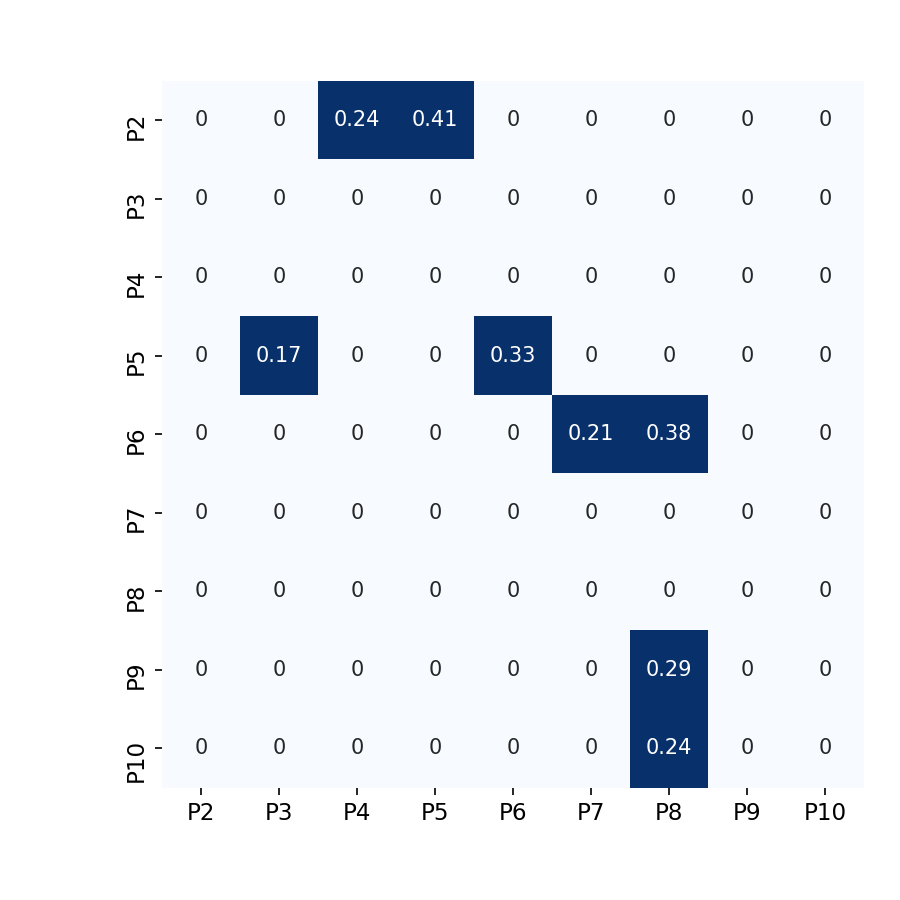 P2 0 0 0.24 0.41 0 0 0 0 0
P3 0 0 0 0 0 0 0 0 0
P4 0 0 0 0 0 0 0 0 0
P5 0 0.17 0 0 0.33 0 0 0 0
P6 0 0 0 0 0 0.21 0.38 0 0
P7 0 0 0 0 0 0 0 0 0
P8 0 0 0 0 0 0 0 0 0
P9 0 0 0 0 0 0 0.29 0 0
P10 0 0 0 0 0 0 0.24 0 0
P2 P3 P4 P5 P6 P7 P8 P9 P10